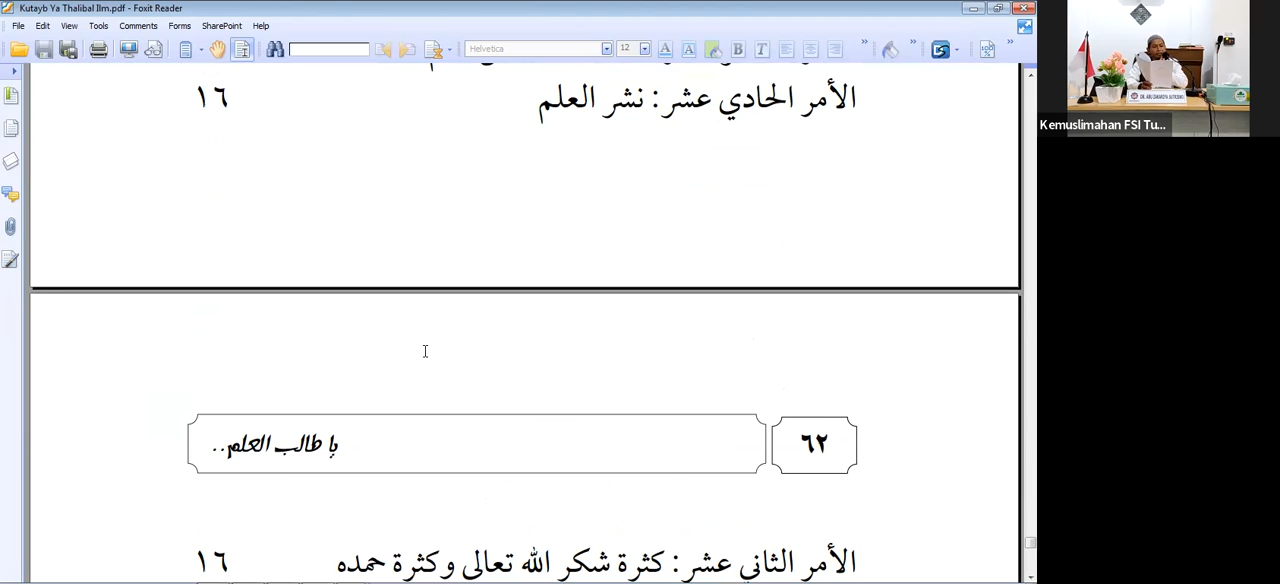 Kutayb Ya Thalibal Ilm.pdf - Foxit Reader
File Edit View Tools Comments Forms SharePoint Help
Helvetica 12
الأمر الحادي عشر: نشر العلم ١٦
٦٢ يا طالب العلم..
الأمر الثاني عشر: كثرة شكر الله تعالى وكثرة حمده ١٦
Kemuslimahan FSI Tu...